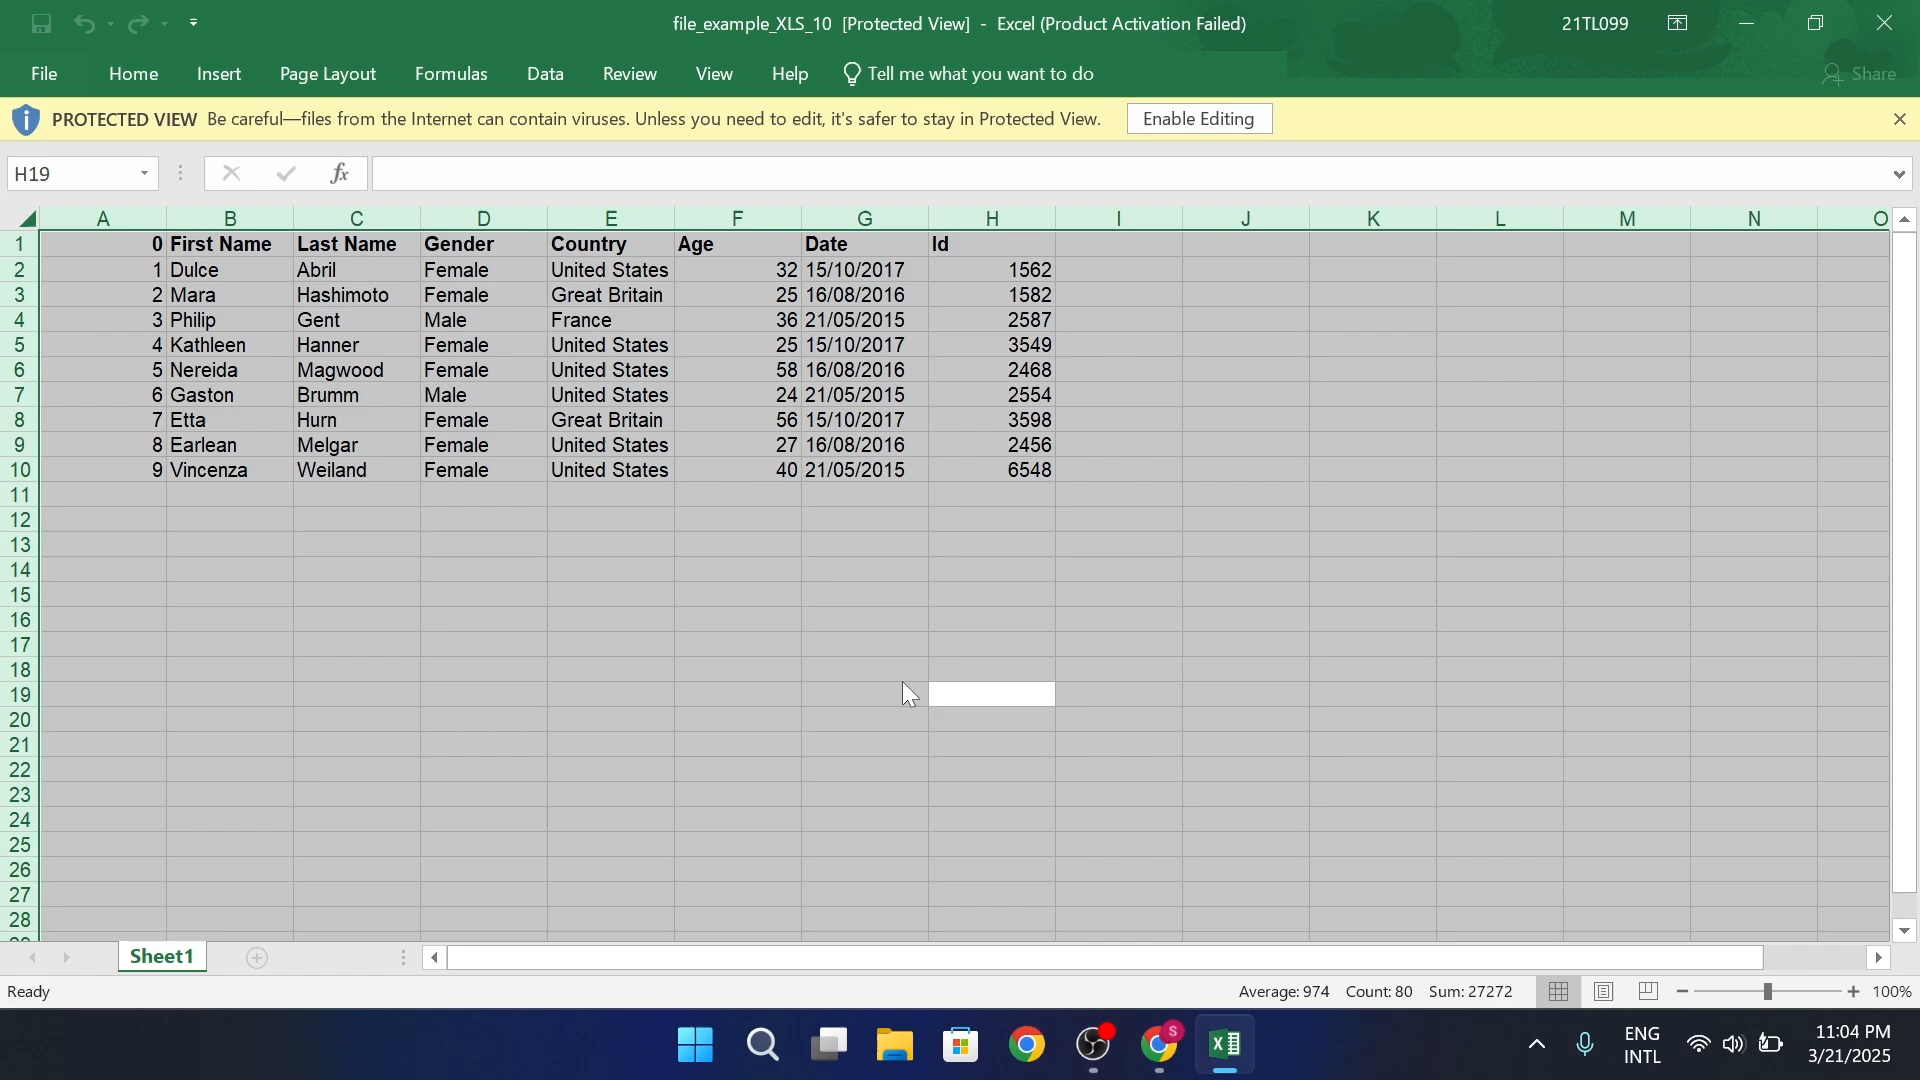 file_example_XLS_10 [Protected View] - Excel (Product Activation Failed) 21TL099
File Home Insert Page Layout Formulas Data Review View Help Tell me what you want to do Share
PROTECTED VIEW Be careful—files from the Internet can contain viruses. Unless you need to edit, it's safer to stay in Protected View. Enable Editing
H19 fx
A B C D E F G H I J K L M N O
1 0 First Name Last Name Gender Country Age Date Id
2 1 Dulce Abril Female United States 32 15/10/2017 1562
3 2 Mara Hashimoto Female Great Britain 25 16/08/2016 1582
4 3 Philip Gent Male France 36 21/05/2015 2587
5 4 Kathleen Hanner Female United States 25 15/10/2017 3549
6 5 Nereida Magwood Female United States 58 16/08/2016 2468
7 6 Gaston Brumm Male United States 24 21/05/2015 2554
8 7 Etta Hurn Female Great Britain 56 15/10/2017 3598
9 8 Earlean Melgar Female United States 27 16/08/2016 2456
10 9 Vincenza Weiland Female United States 40 21/05/2015 6548
11
12
13
14
15
16
17
18
19
20
21
22
23
24
25
26
27
28
Sheet1
Ready Average: 974 Count: 80 Sum: 27272 100%
S
ENG 11:04 PM
INTL 3/21/2025